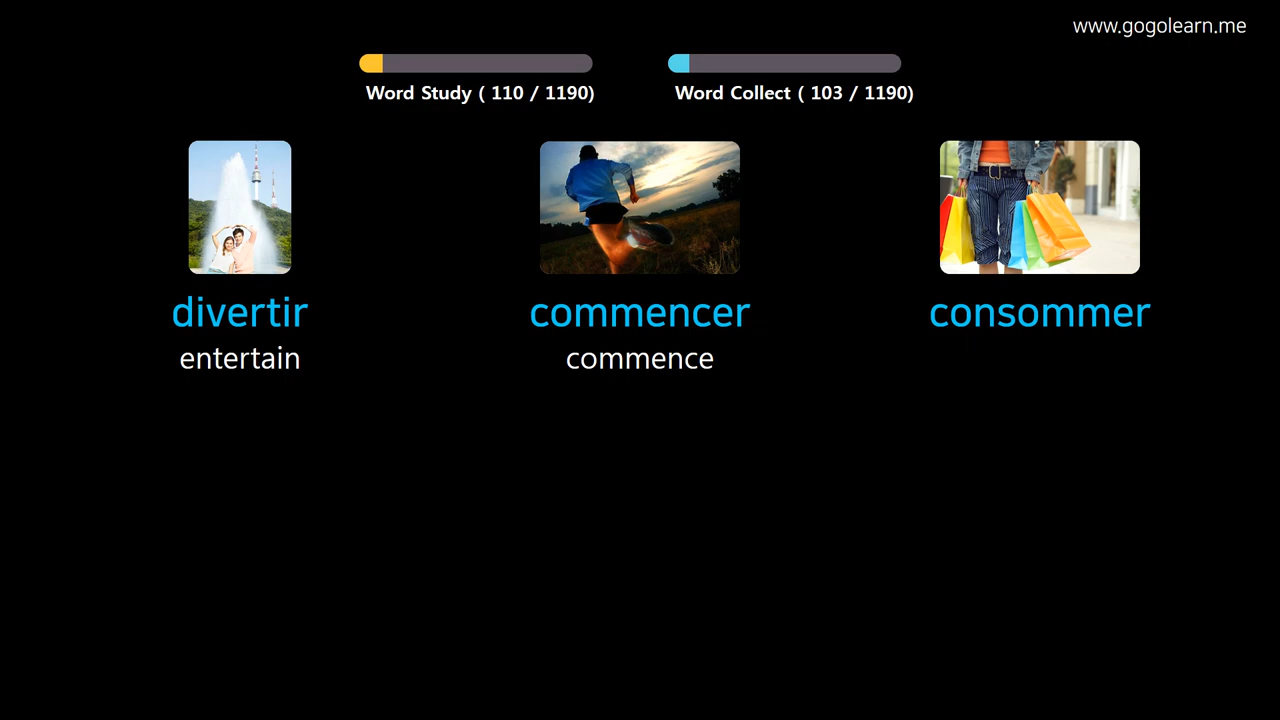 www.gogolearn.me
Word Study ( 110 / 1190)
Word Collect ( 103 / 1190)
divertir
entertain
commencer
commence
consommer